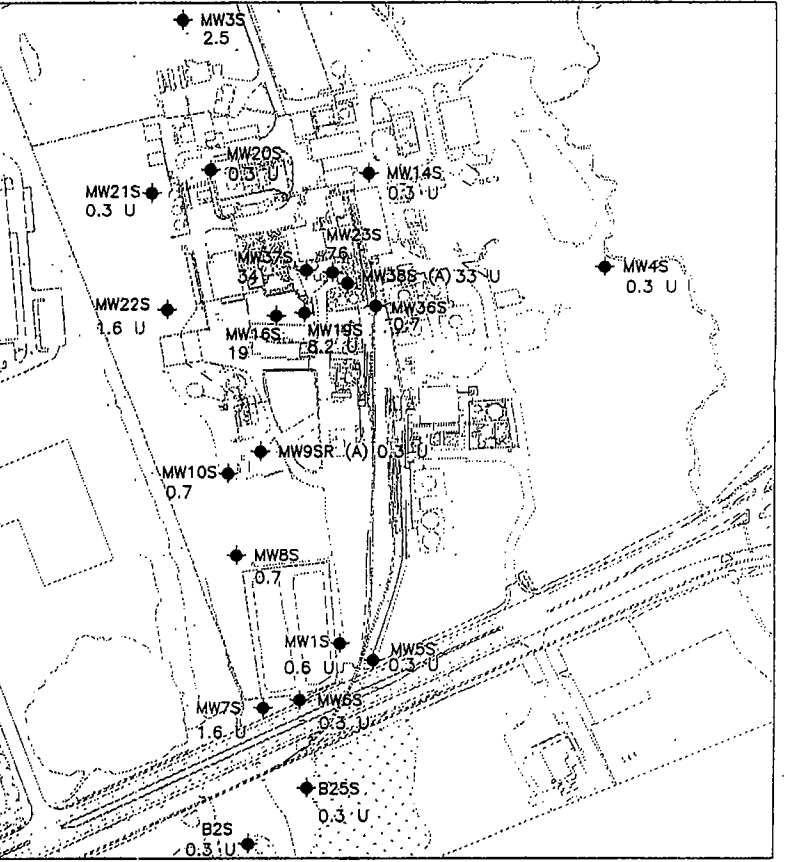 MW3S
2.5
MW20S
0.3 U
MW14S
0.3 U
MW21S
0.3 U
MW23S
76
MW37S
MW38S (A) 33 U
MW4S
0.3 U
MW22S
1.6 U
MW36S
0.7
MW16S
19
MW19S
8.2 U
MW9SR (A) 0.3 U
MW10S
0.7
MW8S
0.7
MW1S
0.6 U
MW5S
0.3 U
MW7S
1.6 U
MW6S
0.3 U
B25S
0.3 U
B2S
0.3 U